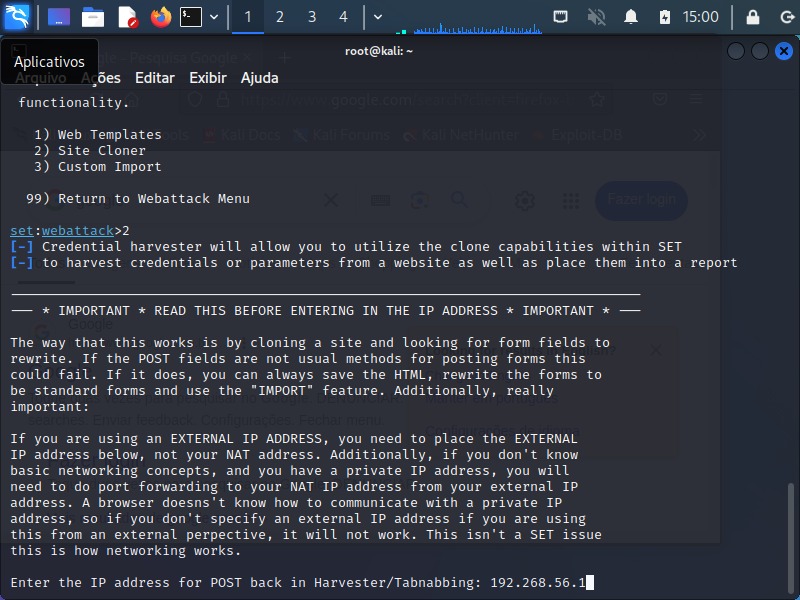 1 2 3 4 15:00
root@kali: ~
Aplicativos
Arquivo Ações Editar Exibir Ajuda
functionality.
1) Web Templates
2) Site Cloner
3) Custom Import
99) Return to Webattack Menu
set:webattack>2
[-] Credential harvester will allow you to utilize the clone capabilities within SET
[-] to harvest credentials or parameters from a website as well as place them into a report
--- * IMPORTANT * READ THIS BEFORE ENTERING IN THE IP ADDRESS * IMPORTANT * ---
The way that this works is by cloning a site and looking for form fields to
rewrite. If the POST fields are not usual methods for posting forms this
could fail. If it does, you can always save the HTML, rewrite the forms to
be standard forms and use the "IMPORT" feature. Additionally, really
important:
If you are using an EXTERNAL IP ADDRESS, you need to place the EXTERNAL
IP address below, not your NAT address. Additionally, if you don't know
basic networking concepts, and you have a private IP address, you will
need to do port forwarding to your NAT IP address from your external IP
address. A browser doesns't know how to communicate with a private IP
address, so if you don't specify an external IP address if you are using
this from an external perpective, it will not work. This isn't a SET issue
this is how networking works.
Enter the IP address for POST back in Harvester/Tabnabbing: 192.268.56.1
Kali Docs Kali Forums Kali NetHunter Exploit-DB
Fazer login
Google